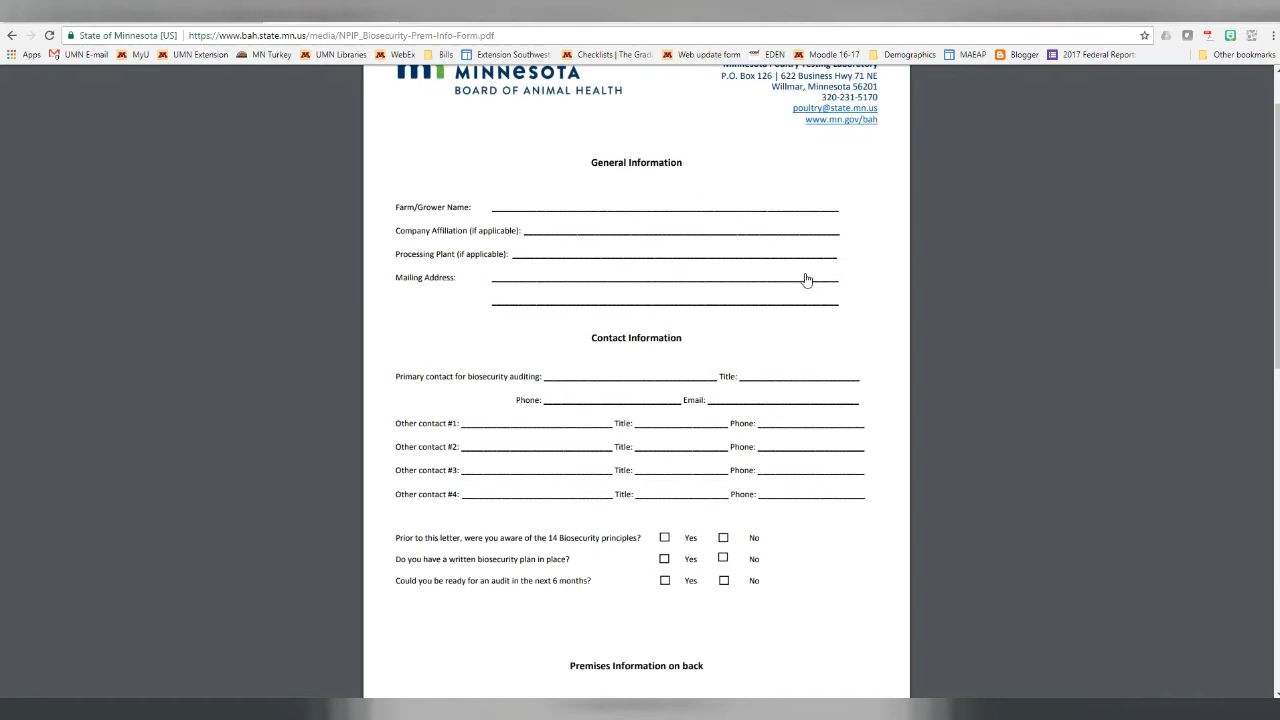 State of Minnesota [US] https://www.bah.state.mn.us/media/NPIP_Biosecurity-Prem-Info-Form.pdf
Apps UMN E-mail MyU UMN Extension MN Turkey UMN Libraries WebEx Bills Extension Southwest Checklists | The Grad Web update form EDEN Moodle 16-17 Demographics MAEAP Blogger 2017 Federal Report Other bookmarks
MINNESOTA
BOARD OF ANIMAL HEALTH
Minnesota Poultry Testing Laboratory
P.O. Box 126 | 622 Business Hwy 71 NE
Willmar, Minnesota 56201
320-231-5170
poultry@state.mn.us
www.mn.gov/bah
General Information
Farm/Grower Name:
Company Affiliation (if applicable):
Processing Plant (if applicable):
Mailing Address:
Contact Information
Primary contact for biosecurity auditing: Title:
Phone: Email:
Other contact #1: Title: Phone:
Other contact #2: Title: Phone:
Other contact #3: Title: Phone:
Other contact #4: Title: Phone:
Prior to this letter, were you aware of the 14 Biosecurity principles? Yes No
Do you have a written biosecurity plan in place? Yes No
Could you be ready for an audit in the next 6 months? Yes No
Premises Information on back